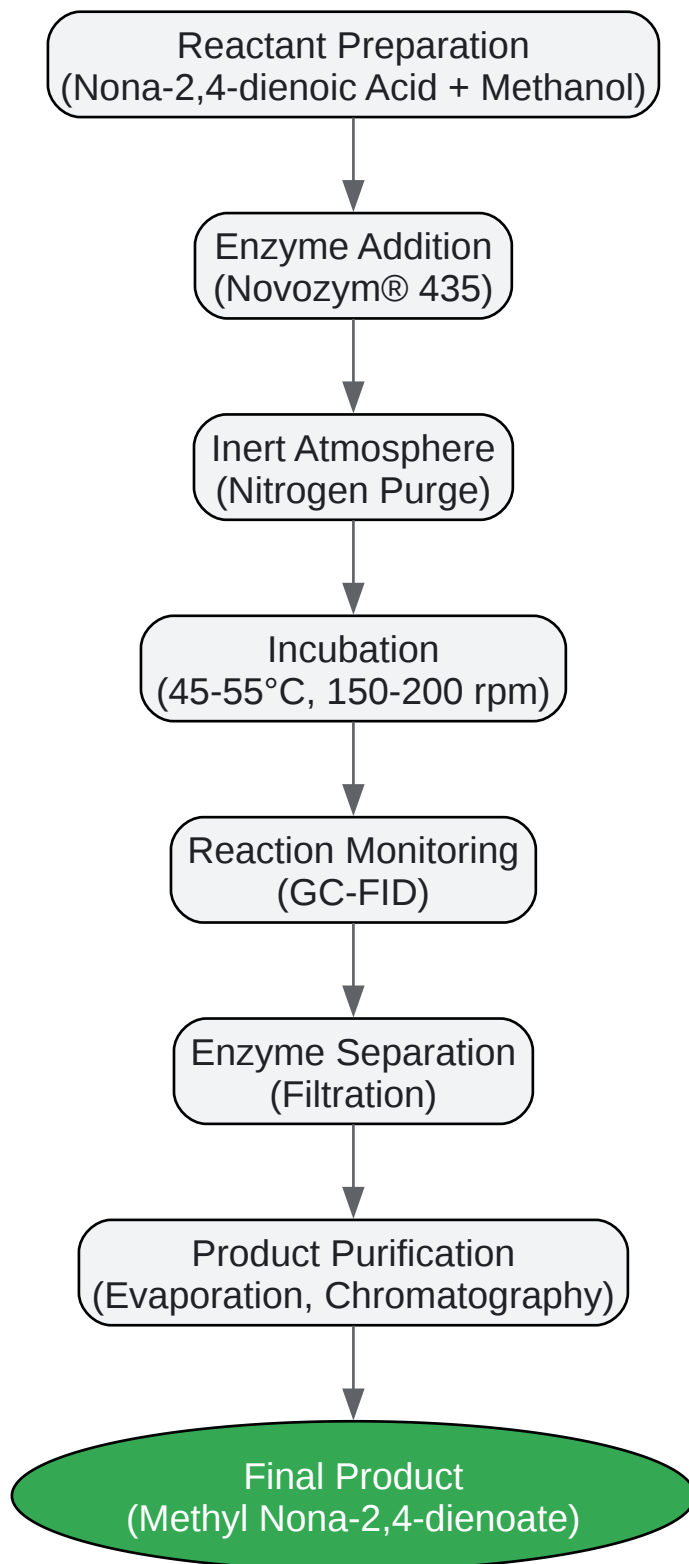 Reactant Preparation
(Nona-2,4-dienoic Acid + Methanol)
Enzyme Addition
(Novozym® 435)
Inert Atmosphere
(Nitrogen Purge)
Incubation
(45-55°C, 150-200 rpm)
Reaction Monitoring
(GC-FID)
Enzyme Separation
(Filtration)
Product Purification
(Evaporation, Chromatography)
Final Product
(Methyl Nona-2,4-dienoate)